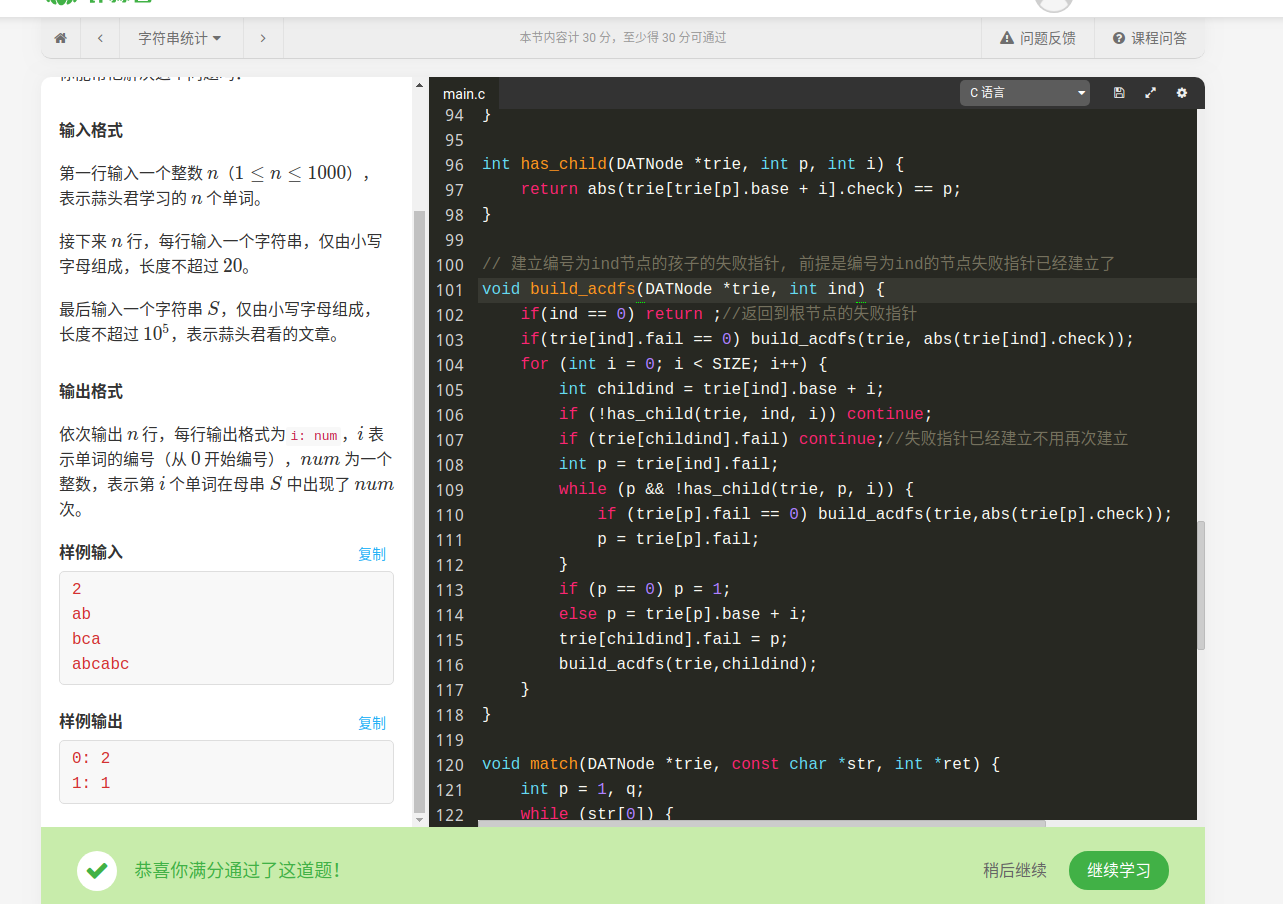 字符串统计
本节内容计 30 分，至少得 30 分可通过
问题反馈
课程问答
输入格式
第一行输入一个整数 n（1 ≤ n ≤ 1000），
表示蒜头君学习的 n 个单词。
接下来 n 行，每行输入一个字符串，仅由小写
字母组成，长度不超过 20。
最后输入一个字符串 S，仅由小写字母组成，
长度不超过 10⁵，表示蒜头君看的文章。
输出格式
依次输出 n 行，每行输出格式为 i: num，i 表
示单词的编号（从 0 开始编号），num 为一个
整数，表示第 i 个单词在母串 S 中出现了 num
次。
样例输入
复制
2
ab
bca
abcabc
样例输出
复制
0: 2
1: 1
main.c
C 语言
94 }
95
96 int has_child(DATNode *trie, int p, int i) {
97     return abs(trie[trie[p].base + i].check) == p;
98 }
99
100 // 建立编号为ind节点的孩子的失败指针, 前提是编号为ind的节点失败指针已经建立了
101 void build_acdfs(DATNode *trie, int ind) {
102     if(ind == 0) return ;//返回到根节点的失败指针
103     if(trie[ind].fail == 0) build_acdfs(trie, abs(trie[ind].check));
104     for (int i = 0; i < SIZE; i++) {
105         int childind = trie[ind].base + i;
106         if (!has_child(trie, ind, i)) continue;
107         if (trie[childind].fail) continue;//失败指针已经建立不用再次建立
108         int p = trie[ind].fail;
109         while (p && !has_child(trie, p, i)) {
110             if (trie[p].fail == 0) build_acdfs(trie,abs(trie[p].check));
111             p = trie[p].fail;
112         }
113         if (p == 0) p = 1;
114         else p = trie[p].base + i;
115         trie[childind].fail = p;
116         build_acdfs(trie,childind);
117     }
118 }
119
120 void match(DATNode *trie, const char *str, int *ret) {
121     int p = 1, q;
122     while (str[0]) {
恭喜你满分通过了这道题！
稍后继续
继续学习